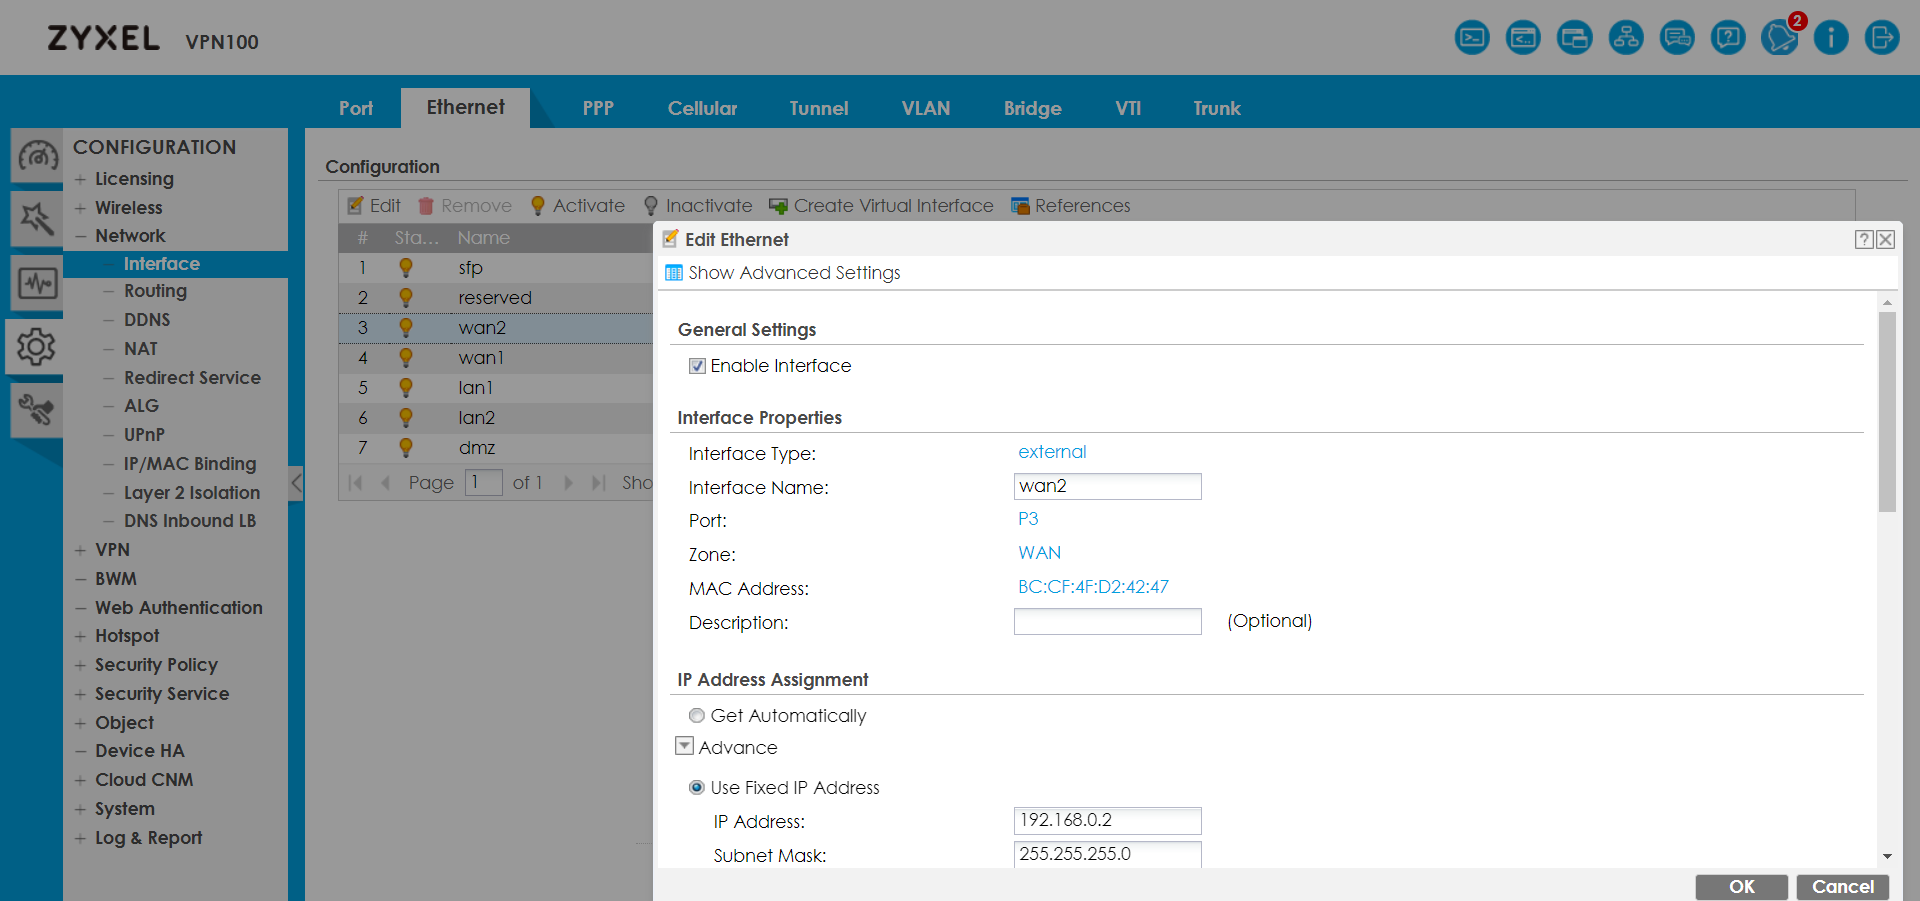 ZYXEL VPN100
2
Port Ethernet PPP Cellular Tunnel VLAN Bridge VTI Trunk
CONFIGURATION
+ Licensing
+ Wireless
− Network
− Interface
− Routing
− DDNS
− NAT
− Redirect Service
− ALG
− UPnP
− IP/MAC Binding
− Layer 2 Isolation
− DNS Inbound LB
+ VPN
− BWM
− Web Authentication
+ Hotspot
+ Security Policy
+ Security Service
+ Object
− Device HA
+ Cloud CNM
+ System
+ Log & Report
Configuration
Edit Remove Activate Inactivate Create Virtual Interface References
# Sta... Name
1 sfp
2 reserved
3 wan2
4 wan1
5 lan1
6 lan2
7 dmz
Page 1 of 1 Sho
Edit Ethernet
Show Advanced Settings
General Settings
Enable Interface
Interface Properties
Interface Type: external
Interface Name: wan2
Port: P3
Zone: WAN
MAC Address: BC:CF:4F:D2:42:47
Description: (Optional)
IP Address Assignment
Get Automatically
Advance
Use Fixed IP Address
IP Address: 192.168.0.2
Subnet Mask: 255.255.255.0
OK Cancel